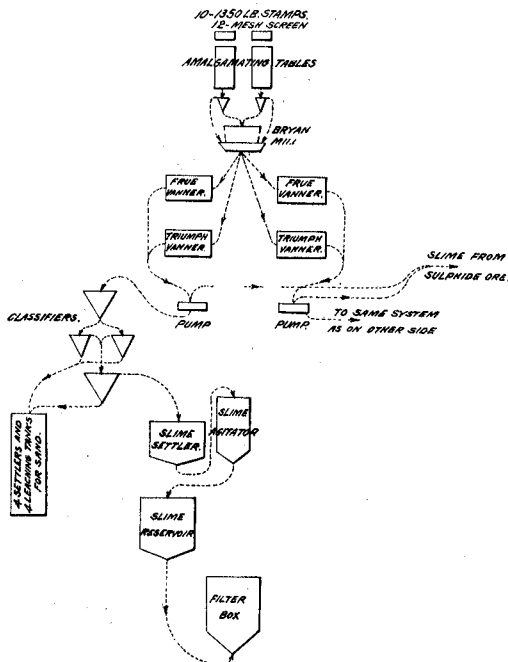 10-1350 LB. STAMPS.
12-MESH SCREEN
AMALGAMATING TABLES
BRYAN
MILL
FRUE
VANNER.
FRUE
VANNER.
TRIUMPH
VANNER.
TRIUMPH
VANNER.
SLIME FROM
SULPHIDE ORE.
CLASSIFIERS.
PUMP
PUMP.
TO SAME SYSTEM
AS ON OTHER SIDE
4 SETTLERS AND
4 LEACHING TANKS
FOR SAND.
SLIME
SETTLER.
SLIME
AGITATOR
SLIME
RESERVOIR
FILTER
BOX